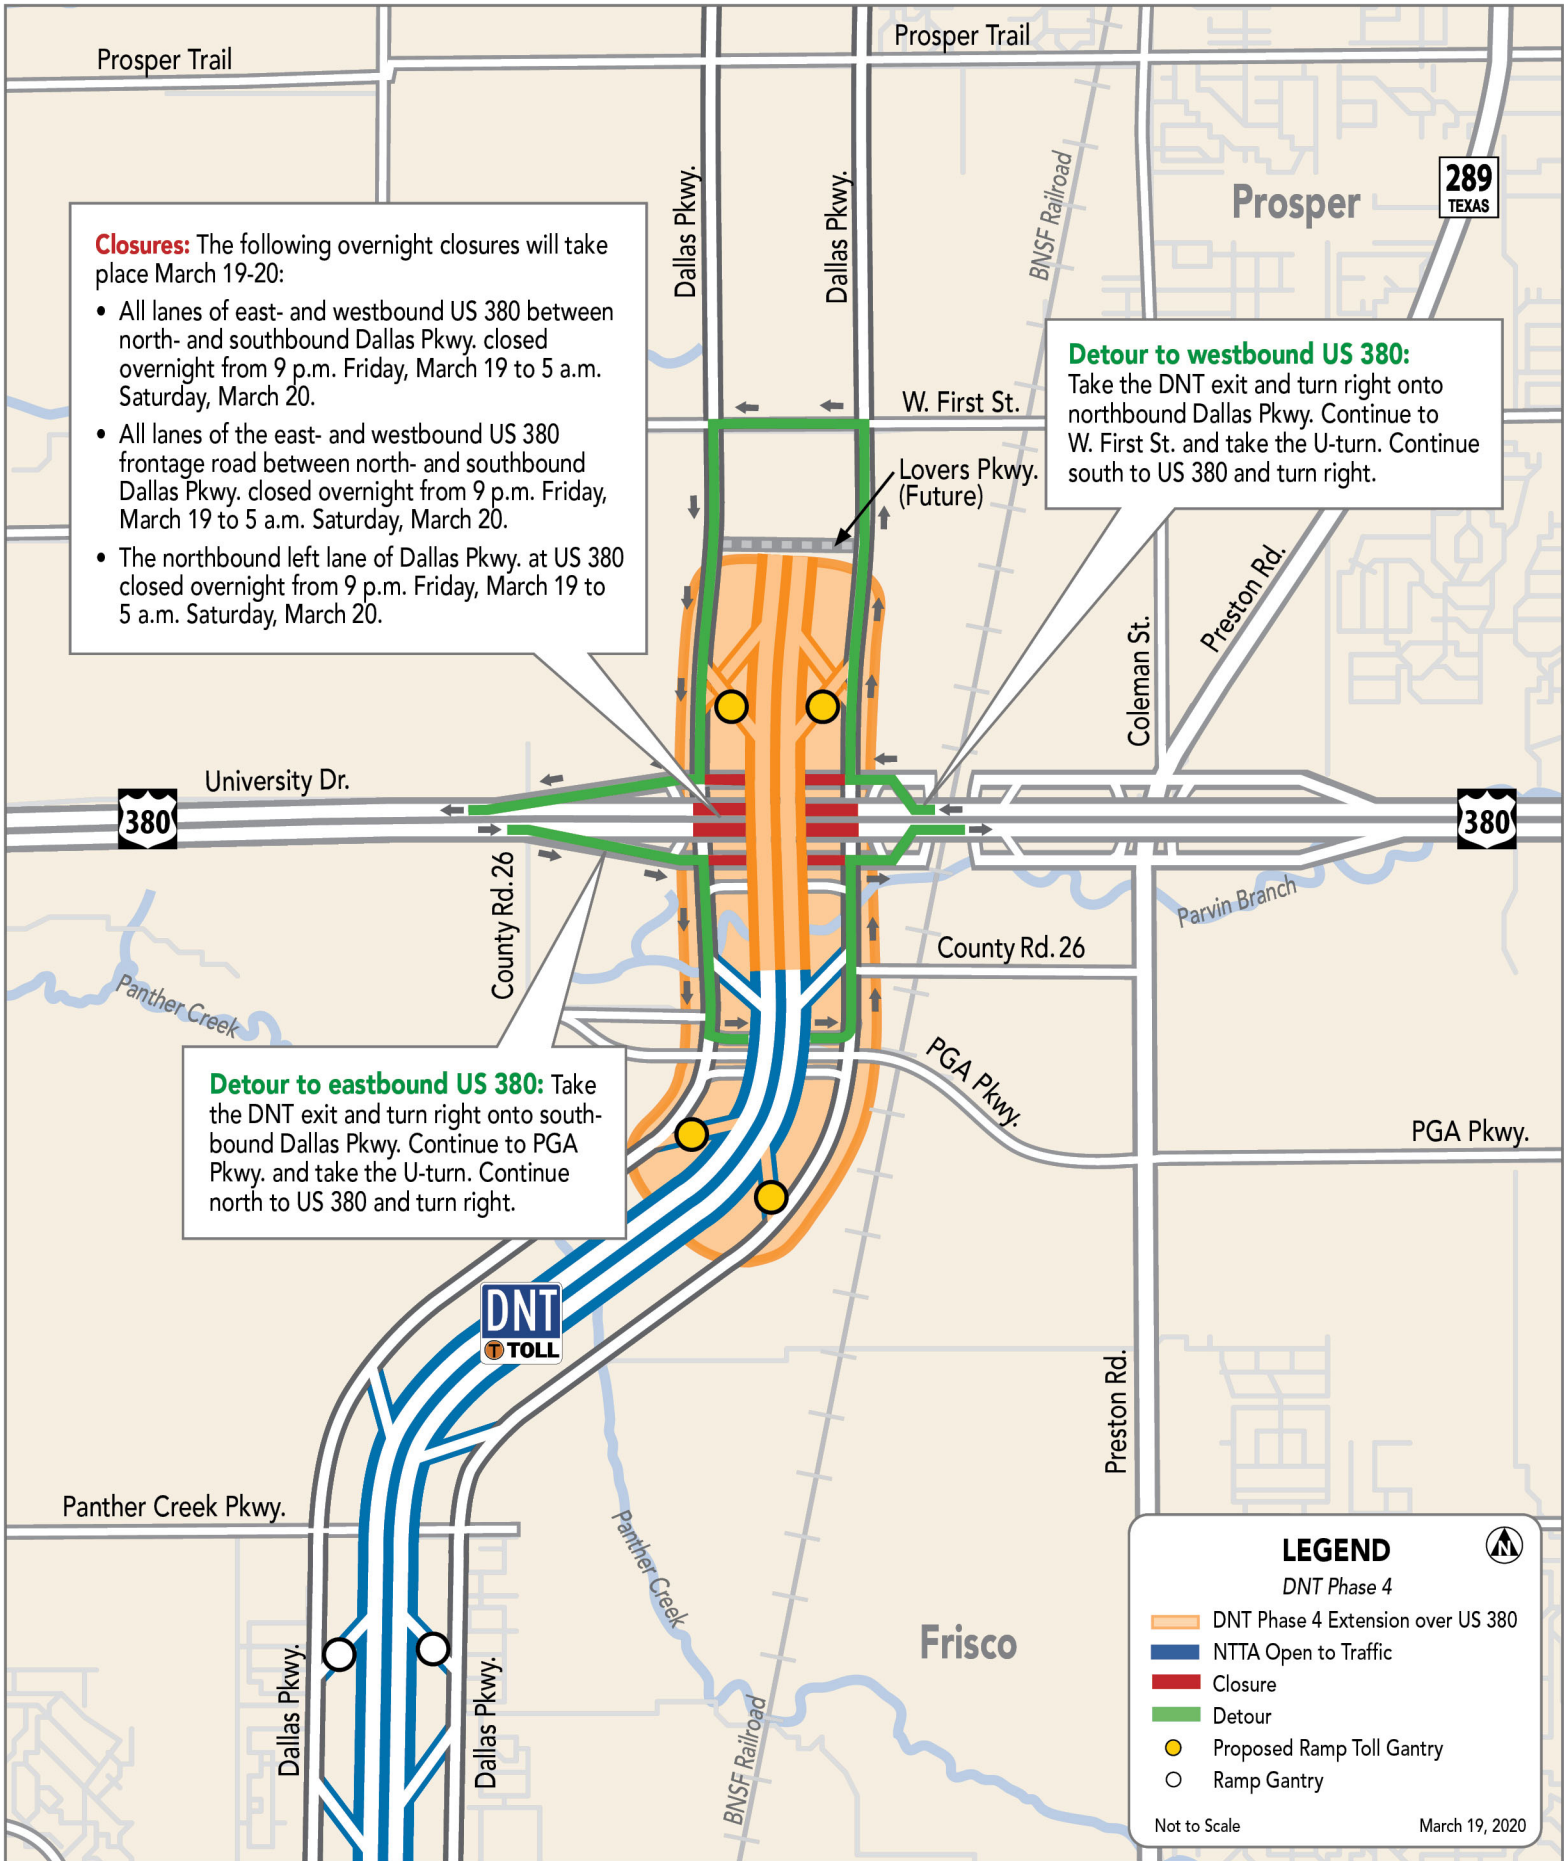 Prosper Trail
Prosper Trail
Dallas Pkwy.
Dallas Pkwy.
BNSF Railroad
Prosper
289
TEXAS
Closures: The following overnight closures will take
place March 19-20:
• All lanes of east- and westbound US 380 between
north- and southbound Dallas Pkwy. closed
overnight from 9 p.m. Friday, March 19 to 5 a.m.
Saturday, March 20.
• All lanes of the east- and westbound US 380
frontage road between north- and southbound
Dallas Pkwy. closed overnight from 9 p.m. Friday,
March 19 to 5 a.m. Saturday, March 20.
• The northbound left lane of Dallas Pkwy. at US 380
closed overnight from 9 p.m. Friday, March 19 to
5 a.m. Saturday, March 20.
Detour to westbound US 380:
Take the DNT exit and turn right onto
northbound Dallas Pkwy. Continue to
W. First St. and take the U-turn. Continue
south to US 380 and turn right.
W. First St.
Lovers Pkwy.
(Future)
Preston Rd.
Coleman St.
University Dr.
380
380
County Rd. 26
Parvin Branch
County Rd. 26
Panther Creek
PGA Pkwy.
PGA Pkwy.
Detour to eastbound US 380: Take
the DNT exit and turn right onto south-
bound Dallas Pkwy. Continue to PGA
Pkwy. and take the U-turn. Continue
north to US 380 and turn right.
DNT
T TOLL
Preston Rd.
Panther Creek Pkwy.
Panther Creek
Frisco
Dallas Pkwy.
Dallas Pkwy.
BNSF Railroad
LEGEND
N
DNT Phase 4
DNT Phase 4 Extension over US 380
NTTA Open to Traffic
Closure
Detour
Proposed Ramp Toll Gantry
Ramp Gantry
Not to Scale
March 19, 2020